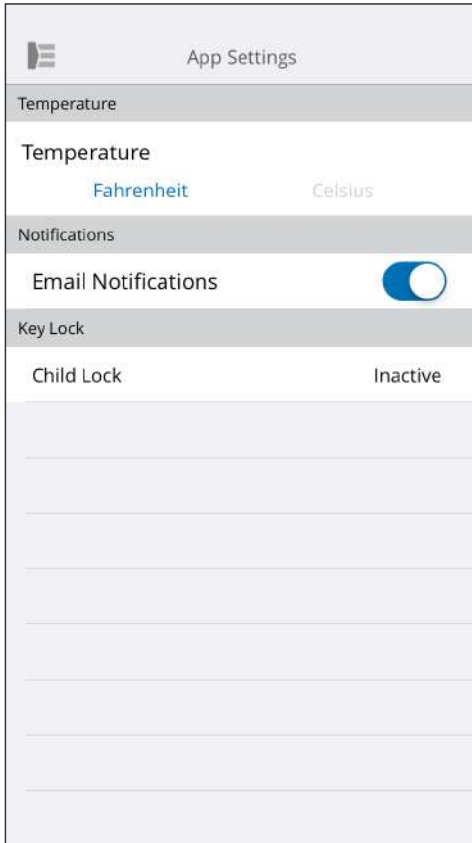 App Settings
Temperature
Temperature
Fahrenheit Celsius
Notifications
Email Notifications
Key Lock
Child Lock Inactive